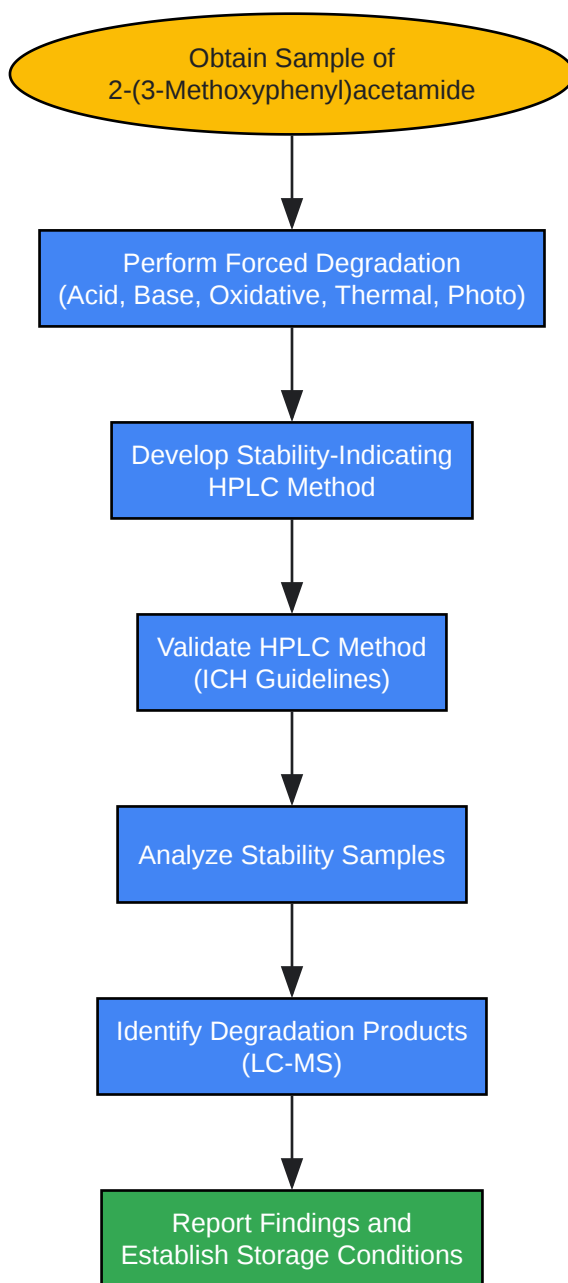 Obtain Sample of
2-(3-Methoxyphenyl)acetamide
Perform Forced Degradation
(Acid, Base, Oxidative, Thermal, Photo)
Develop Stability-Indicating
HPLC Method
Validate HPLC Method
(ICH Guidelines)
Analyze Stability Samples
Identify Degradation Products
(LC-MS)
Report Findings and
Establish Storage Conditions